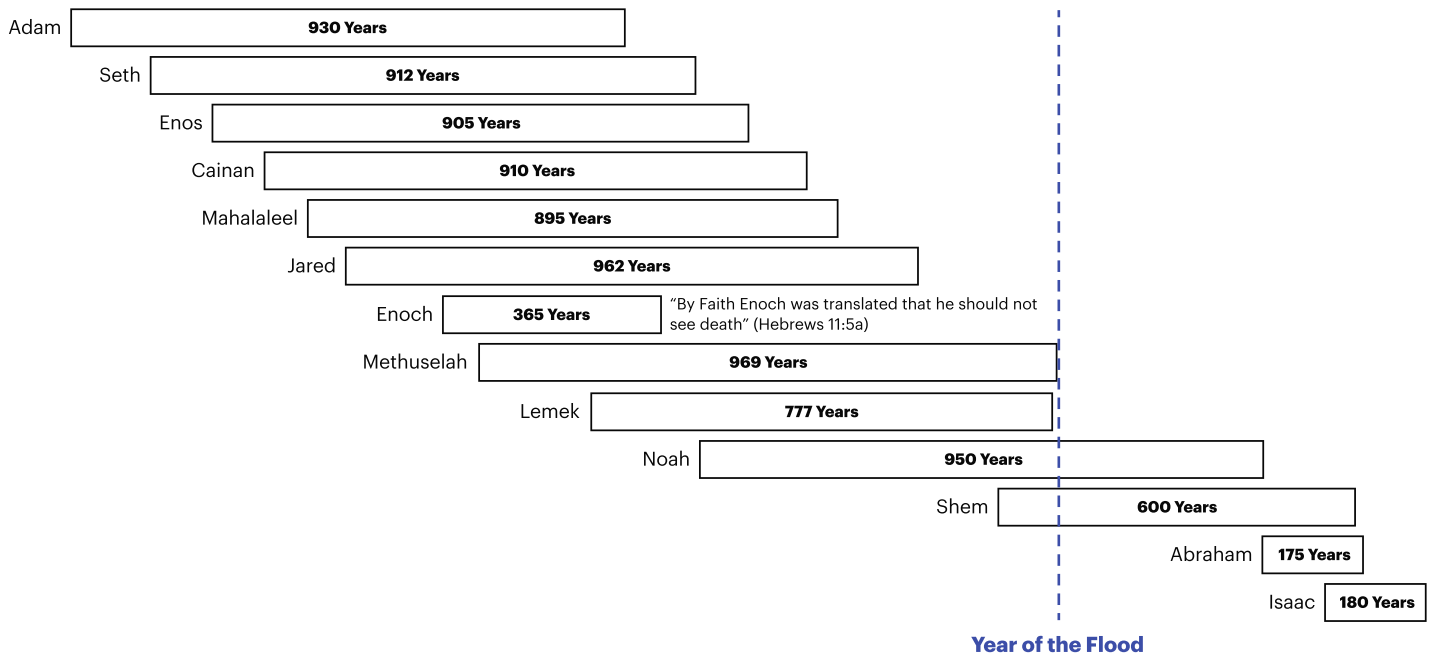 Adam 930 Years
Seth 912 Years
Enos 905 Years
Cainan 910 Years
Mahalaleel 895 Years
Jared 962 Years
Enoch 365 Years “By Faith Enoch was translated that he should not
see death” (Hebrews 11:5a)
Methuselah 969 Years
Lemek 777 Years
Noah 950 Years
Shem 600 Years
Abraham 175 Years
Isaac 180 Years
Year of the Flood